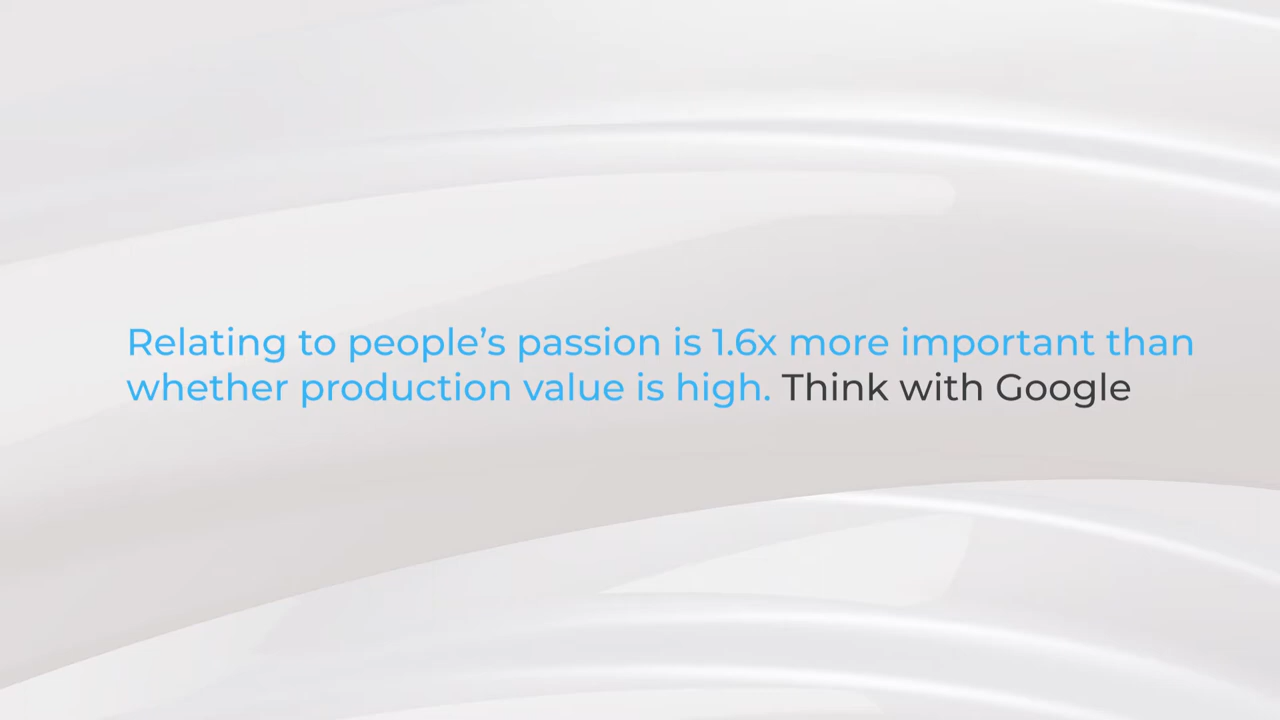 Relating to people’s passion is 1.6x more important than
whether production value is high. Think with Google